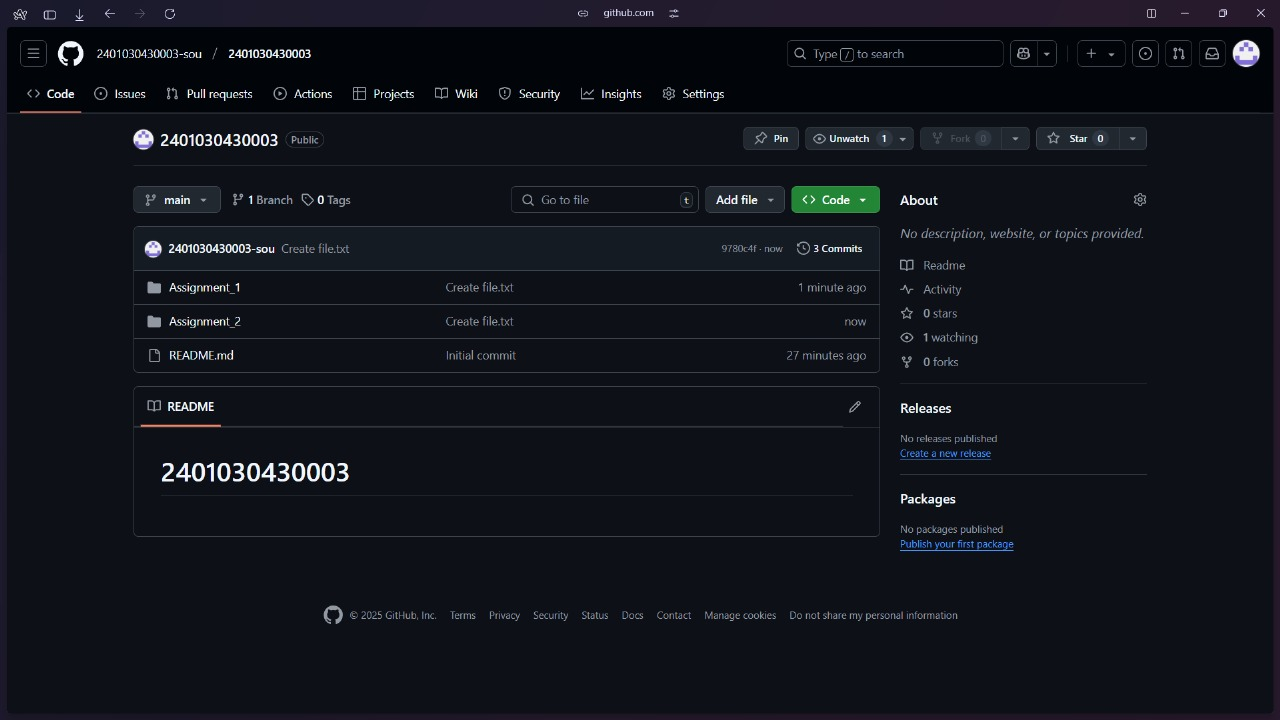 github.com
2401030430003-sou / 2401030430003
Type / to search
Code Issues Pull requests Actions Projects Wiki Security Insights Settings
2401030430003 Public
Pin Unwatch 1 Fork 0 Star 0
main 1 Branch 0 Tags Go to file t Add file Code
2401030430003-sou Create file.txt 9780c4f · now 3 Commits
Assignment_1 Create file.txt 1 minute ago
Assignment_2 Create file.txt now
README.md Initial commit 27 minutes ago
README
2401030430003
About
No description, website, or topics provided.
Readme
Activity
0 stars
1 watching
0 forks
Releases
No releases published
Create a new release
Packages
No packages published
Publish your first package
© 2025 GitHub, Inc. Terms Privacy Security Status Docs Contact Manage cookies Do not share my personal information